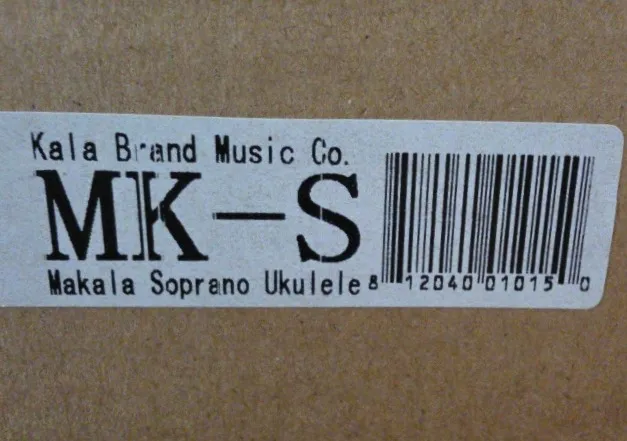 Kala Brand Music Co.
MK-S
Makala Soprano Ukulele
8 12040 01015 0